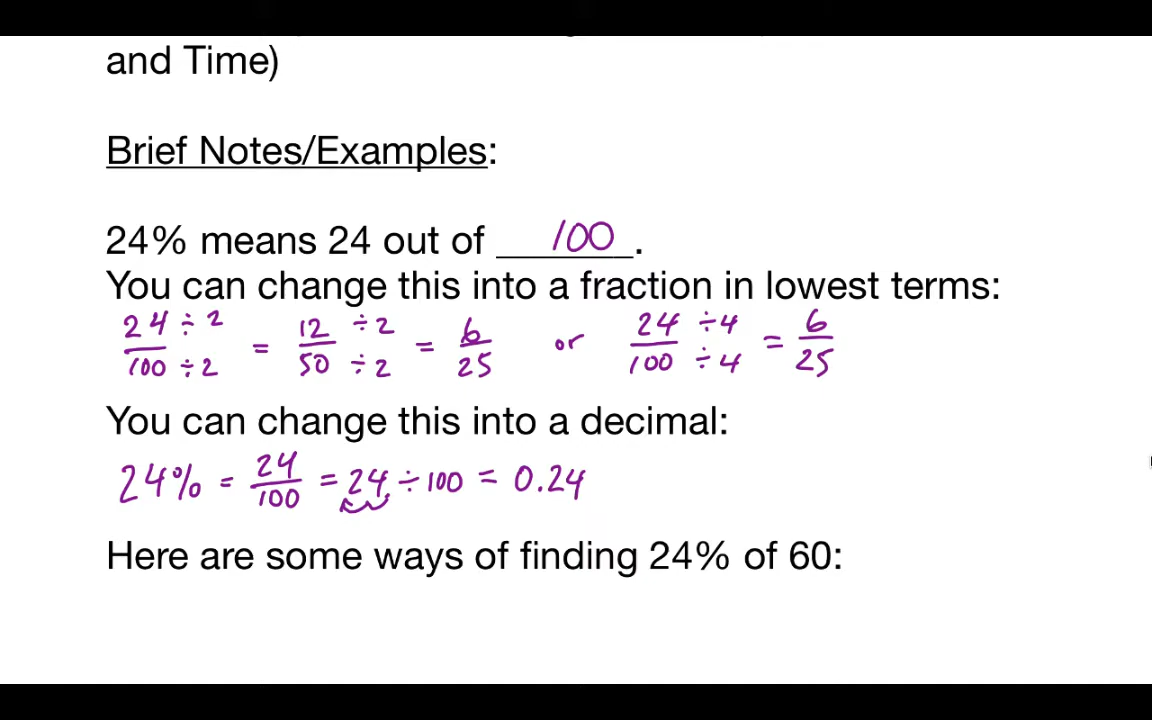 and Time)
Brief Notes/Examples:
24% means 24 out of 100.
You can change this into a fraction in lowest terms:
24 ÷ 2 / 100 ÷ 2 = 12 ÷ 2 / 50 ÷ 2 = 6 / 25 or 24 ÷ 4 / 100 ÷ 4 = 6 / 25
You can change this into a decimal:
24% = 24 / 100 = 24. ÷ 100 = 0.24
Here are some ways of finding 24% of 60: